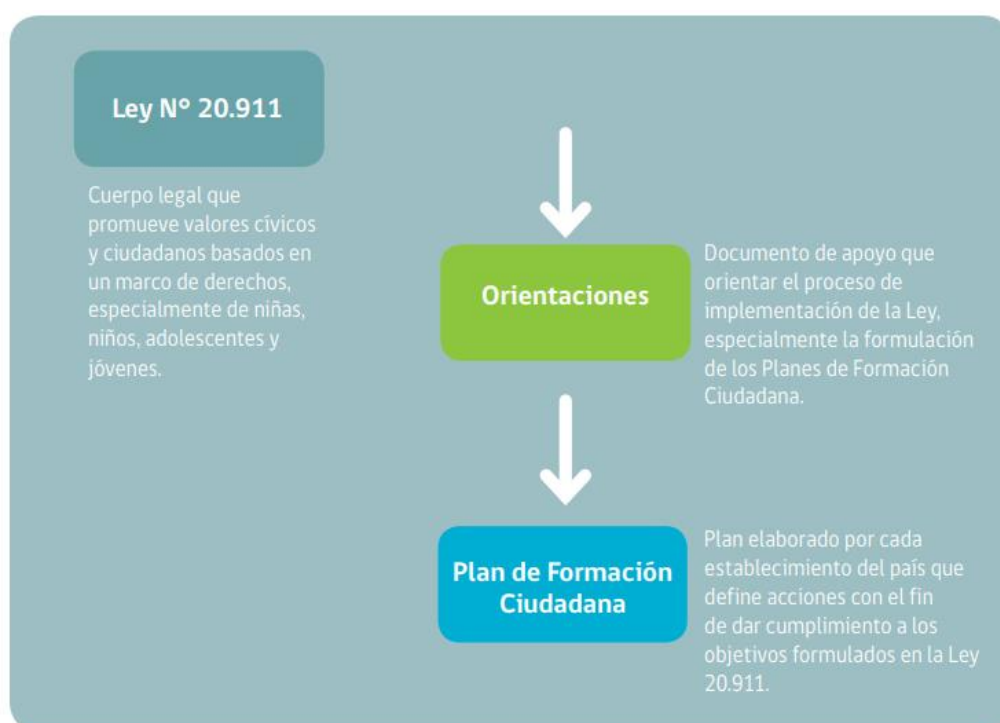 Ley N° 20.911
Cuerpo legal que
promueve valores cívicos
y ciudadanos basados en
un marco de derechos,
especialmente de niñas,
niños, adolescentes y
jóvenes.
Orientaciones
Documento de apoyo que
orientar el proceso de
implementación de la Ley,
especialmente la formulación
de los Planes de Formación
Ciudadana.
Plan de Formación
Ciudadana
Plan elaborado por cada
establecimiento del país que
define acciones con el fin
de dar cumplimiento a los
objetivos formulados en la Ley
20.911.